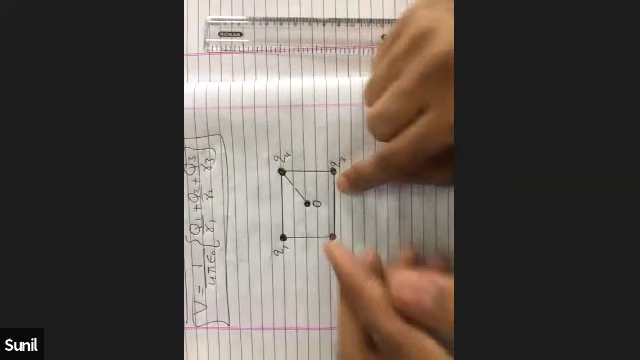 V = 1/4πε₀ { Q₁/r₁ + Q₂/r₂ + Q₃/r₃
q₄
q₃
O
q₁
Sunil